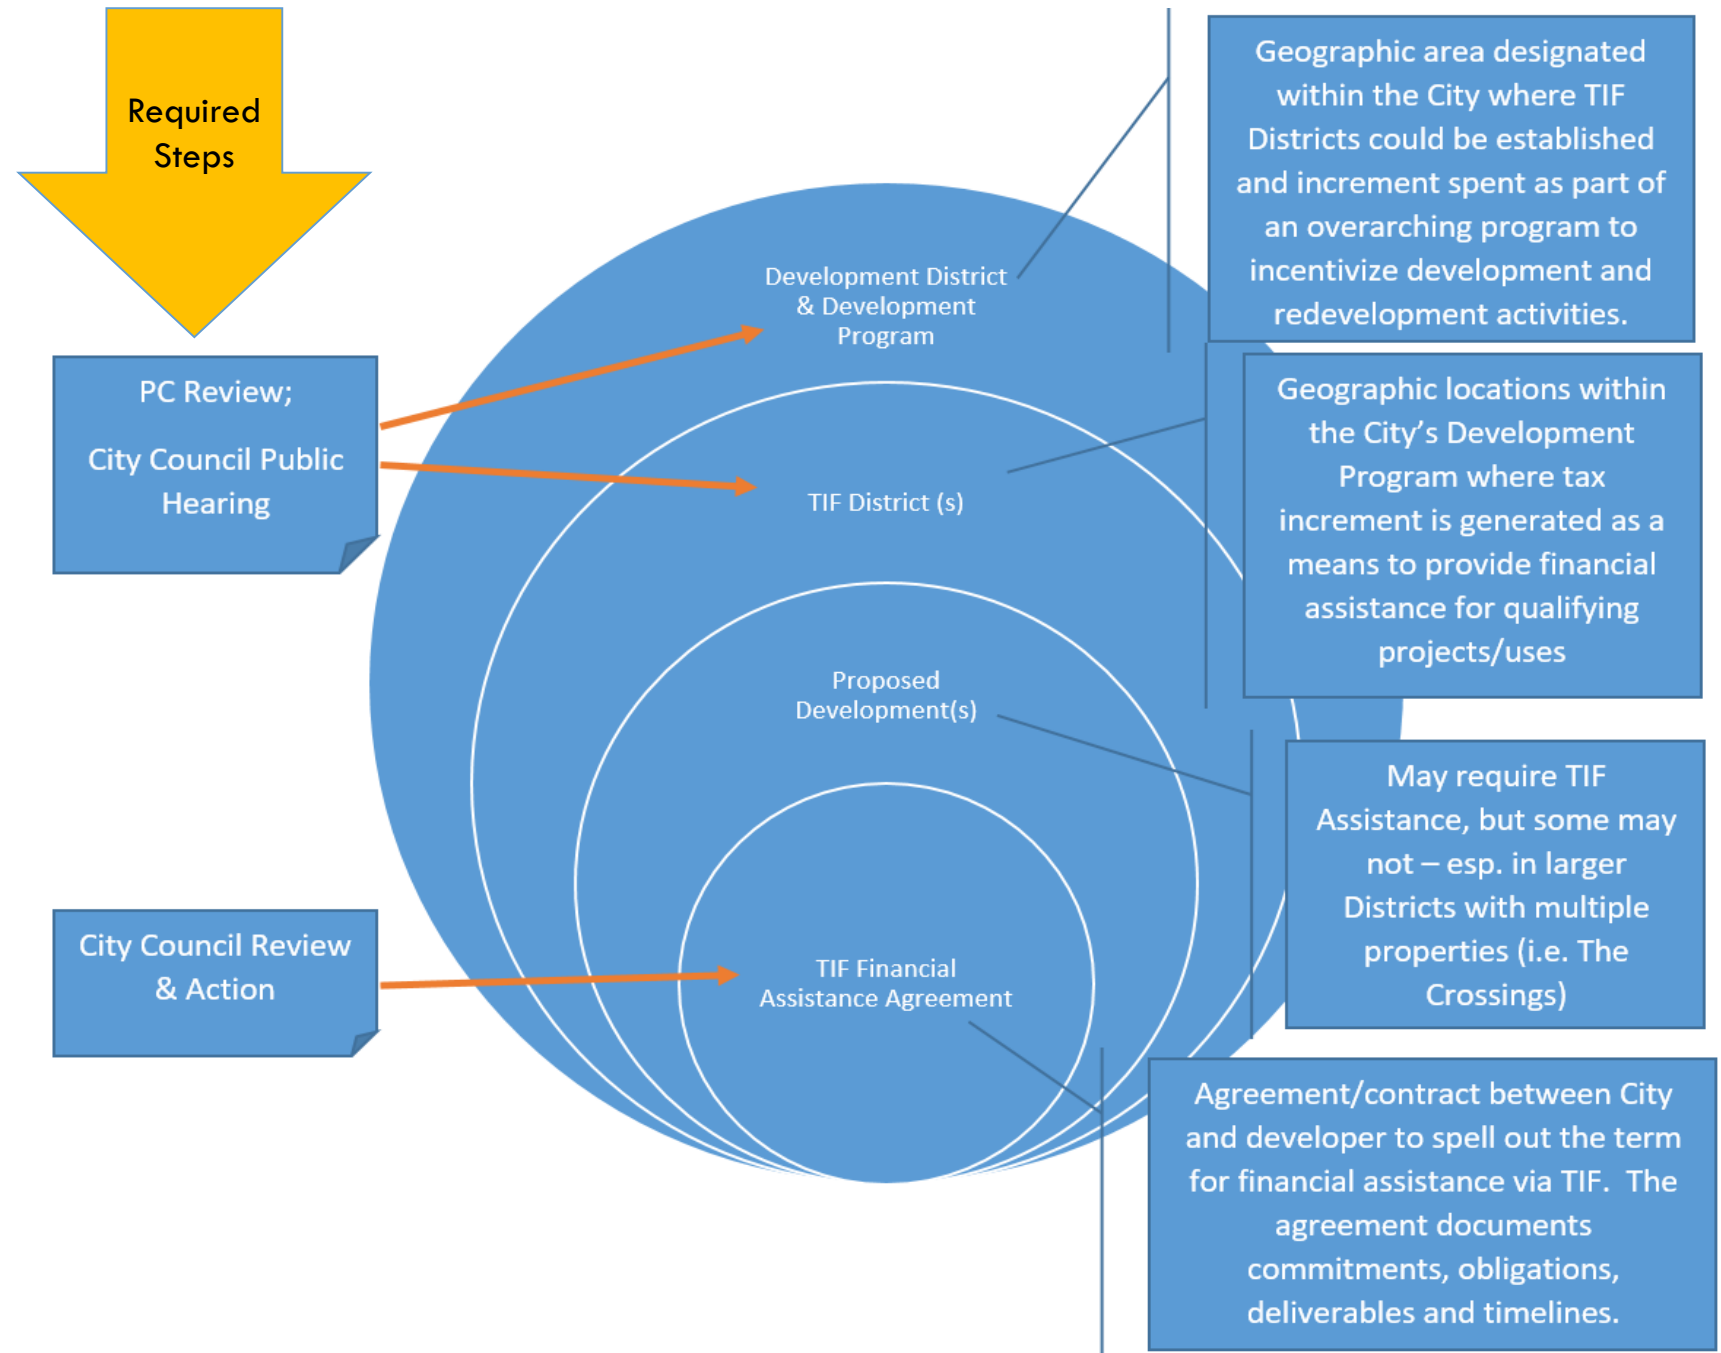 Required
Steps
PC Review;
City Council Public
Hearing
City Council Review
& Action
Development District
& Development
Program
TIF District (s)
Proposed
Development(s)
TIF Financial
Assistance Agreement
Geographic area designated
within the City where TIF
Districts could be established
and increment spent as part of
an overarching program to
incentivize development and
redevelopment activities.
Geographic locations within
the City’s Development
Program where tax
increment is generated as a
means to provide financial
assistance for qualifying
projects/uses
May require TIF
Assistance, but some may
not – esp. in larger
Districts with multiple
properties (i.e. The
Crossings)
Agreement/contract between City
and developer to spell out the term
for financial assistance via TIF.  The
agreement documents
commitments, obligations,
deliverables and timelines.